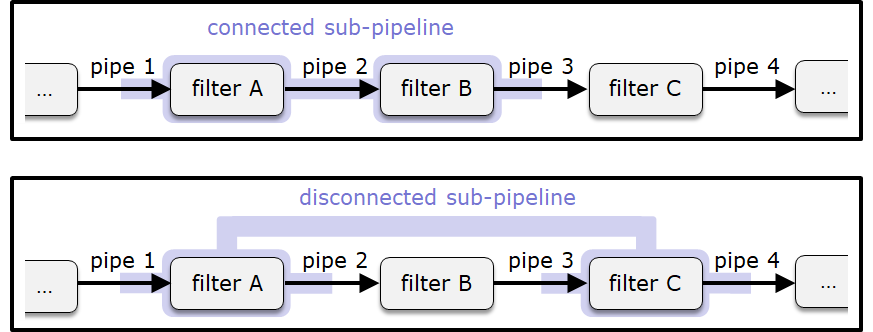 connected sub-pipeline
pipe 1 pipe 2 pipe 3 pipe 4
... filter A filter B filter C ...
disconnected sub-pipeline
pipe 1 pipe 2 pipe 3 pipe 4
... filter A filter B filter C ...